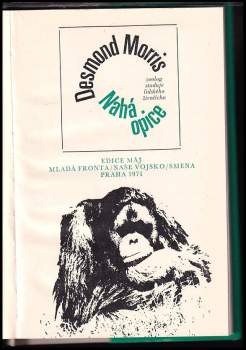 Desmond Morris
Nahá
opice
zoolog
studuje
lidského
živočicha
EDICE MÁJ
MLADÁ FRONTA/NAŠE VOJSKO/SMENA
PRAHA 1971